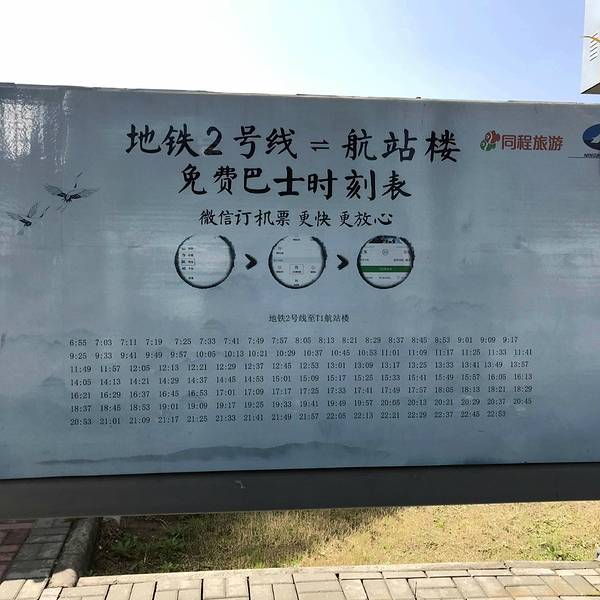 地铁2号线⇌航站楼
同程旅游
免费巴士时刻表
微信订机票 更快 更放心
地铁2号线至T1航站楼
6:55 7:03 7:11 7:19 7:25 7:33 7:41 7:49 7:57 8:05 8:13 8:21 8:29 8:37 8:45 8:53 9:01 9:09 9:17
9:25 9:33 9:41 9:49 9:57 10:05 10:13 10:21 10:29 10:37 10:45 10:53 11:01 11:09 11:17 11:25 11:33 11:41
11:49 11:57 12:05 12:13 12:21 12:29 12:37 12:45 12:53 13:01 13:09 13:17 13:25 13:33 13:41 13:49 13:57
14:05 14:13 14:21 14:29 14:37 14:45 14:53 15:01 15:09 15:17 15:25 15:33 15:41 15:49 15:57 16:05 16:13
16:21 16:29 16:37 16:45 16:53 17:01 17:09 17:17 17:25 17:33 17:41 17:49 17:57 18:05 18:13 18:21 18:29
18:37 18:45 18:53 19:01 19:09 19:17 19:25 19:33 19:41 19:49 19:57 20:05 20:13 20:21 20:29 20:37 20:45
20:53 21:01 21:09 21:17 21:25 21:33 21:41 21:49 21:57 22:05 22:13 22:21 22:29 22:37 22:45 22:53